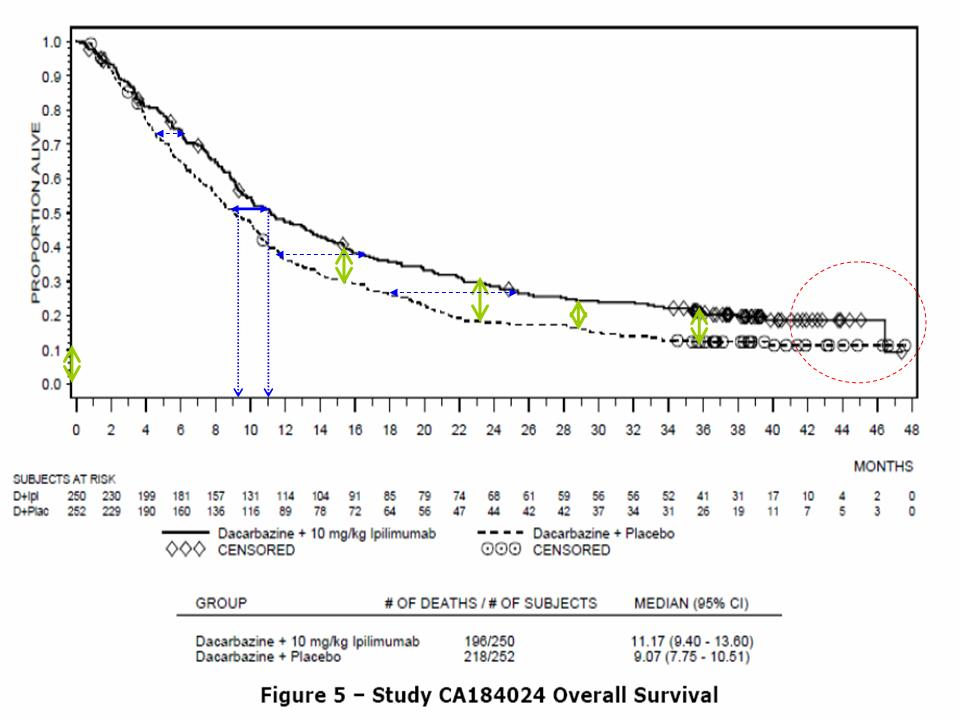 PROPORTION ALIVE
1.0
0.9
0.8
0.7
0.6
0.5
0.4
0.3
0.2
0.1
0.0
0 2 4 6 8 10 12 14 16 18 20 22 24 26 28 30 32 34 36 38 40 42 44 46 48
MONTHS
SUBJECTS AT RISK
D+Ipi 250 230 199 181 157 131 114 104 91 85 79 74 68 61 59 56 56 52 41 31 17 10 4 2 0
D+Plac 252 229 190 160 136 116 89 78 72 64 56 47 44 42 42 37 34 31 26 19 11 7 5 3 0
Dacarbazine + 10 mg/kg Ipilimumab Dacarbazine + Placebo
CENSORED CENSORED
GROUP # OF DEATHS / # OF SUBJECTS MEDIAN (95% CI)
Dacarbazine + 10 mg/kg Ipilimumab 196/250 11.17 (9.40 - 13.60)
Dacarbazine + Placebo 218/252 9.07 (7.75 - 10.51)
Figure 5 – Study CA184024 Overall Survival